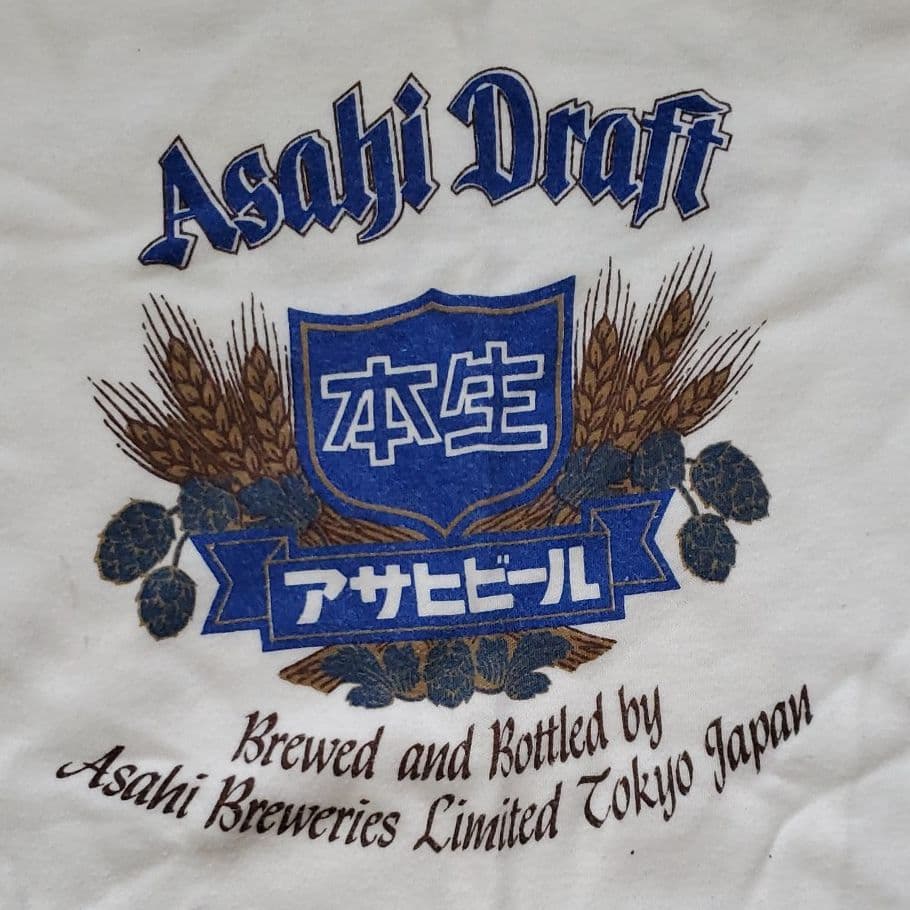 Asahi Draft
本生
アサヒビール
Brewed and Bottled by
Asahi Breweries Limited Tokyo Japan